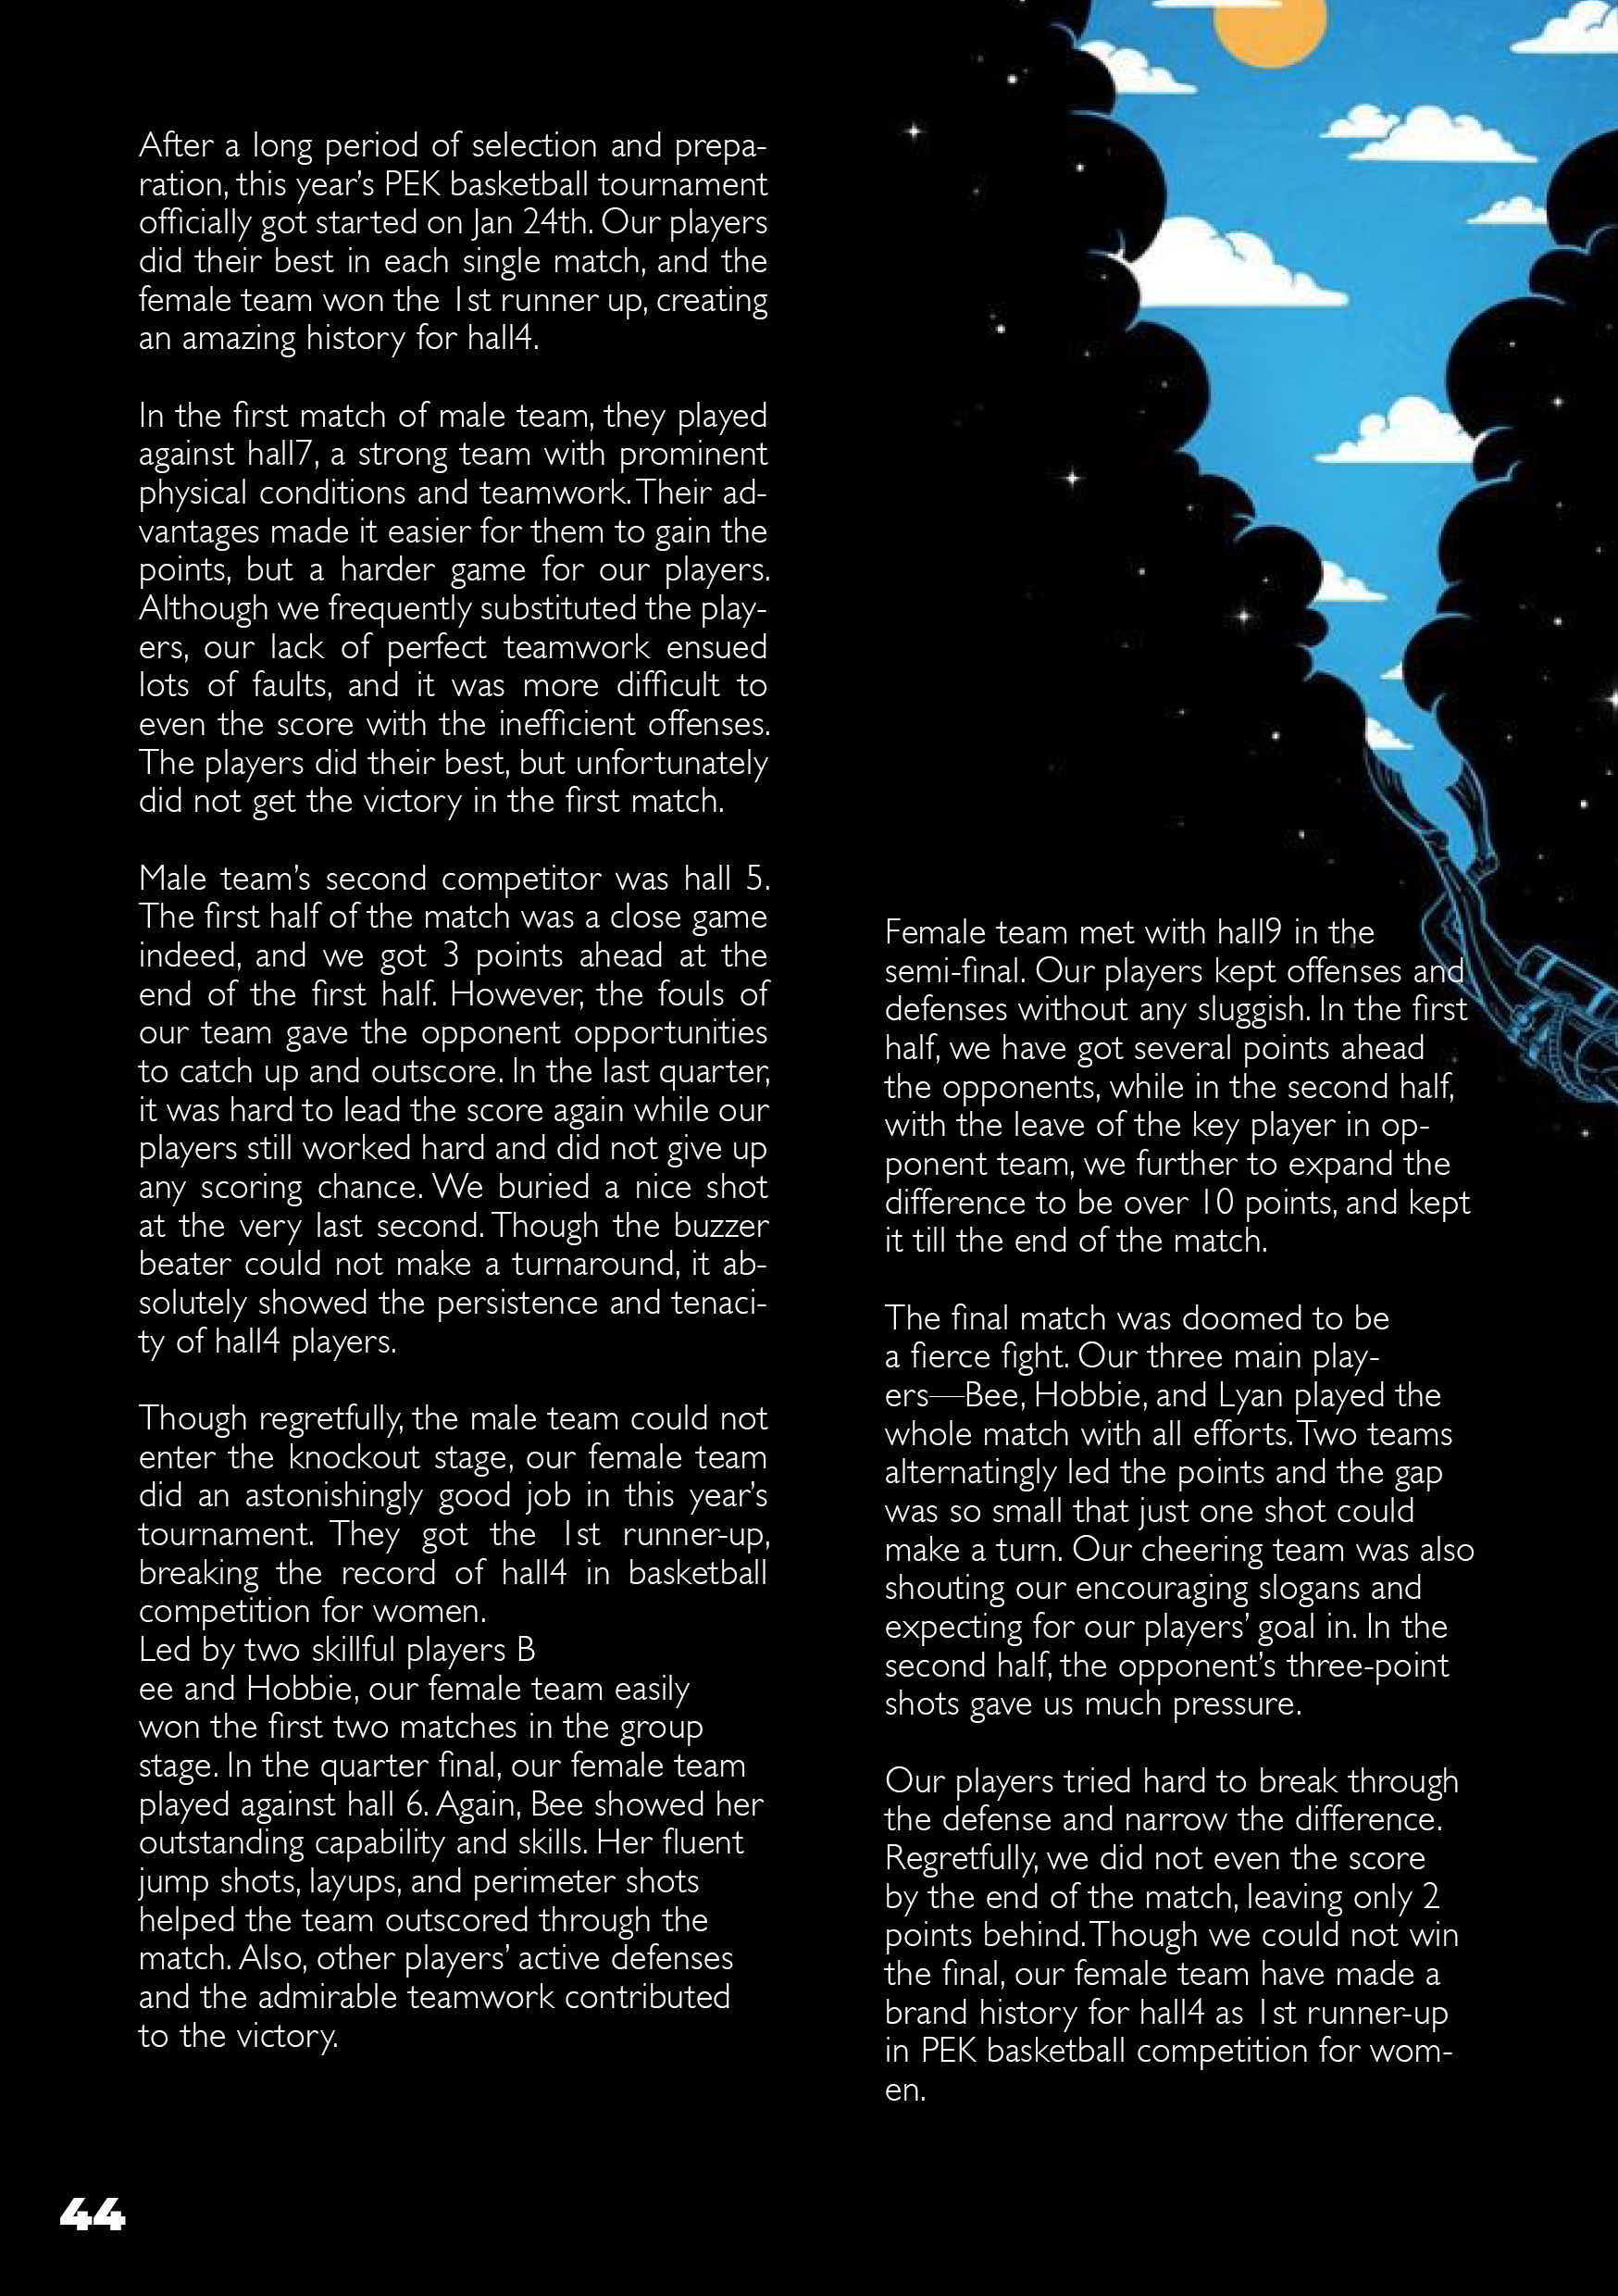 After a long period of selection and prepa-
ration, this year’s PEK basketball tournament
officially got started on Jan 24th. Our players
did their best in each single match, and the
female team won the 1st runner up, creating
an amazing history for hall4.
In the first match of male team, they played
against hall7, a strong team with prominent
physical conditions and teamwork. Their ad-
vantages made it easier for them to gain the
points, but a harder game for our players.
Although we frequently substituted the play-
ers, our lack of perfect teamwork ensued
lots of faults, and it was more difficult to
even the score with the inefficient offenses.
The players did their best, but unfortunately
did not get the victory in the first match.
Male team’s second competitor was hall 5.
The first half of the match was a close game
indeed, and we got 3 points ahead at the
end of the first half. However, the fouls of
our team gave the opponent opportunities
to catch up and outscore. In the last quarter,
it was hard to lead the score again while our
players still worked hard and did not give up
any scoring chance. We buried a nice shot
at the very last second. Though the buzzer
beater could not make a turnaround, it ab-
solutely showed the persistence and tenaci-
ty of hall4 players.
Though regretfully, the male team could not
enter the knockout stage, our female team
did an astonishingly good job in this year’s
tournament. They got the 1st runner-up,
breaking the record of hall4 in basketball
competition for women.
Led by two skillful players B
ee and Hobbie, our female team easily
won the first two matches in the group
stage. In the quarter final, our female team
played against hall 6. Again, Bee showed her
outstanding capability and skills. Her fluent
jump shots, layups, and perimeter shots
helped the team outscored through the
match. Also, other players’ active defenses
and the admirable teamwork contributed
to the victory.
Female team met with hall9 in the
semi-final. Our players kept offenses and
defenses without any sluggish. In the first
half, we have got several points ahead
the opponents, while in the second half,
with the leave of the key player in op-
ponent team, we further to expand the
difference to be over 10 points, and kept
it till the end of the match.
The final match was doomed to be
a fierce fight. Our three main play-
ers—Bee, Hobbie, and Lyan played the
whole match with all efforts. Two teams
alternatingly led the points and the gap
was so small that just one shot could
make a turn. Our cheering team was also
shouting our encouraging slogans and
expecting for our players’ goal in. In the
second half, the opponent’s three-point
shots gave us much pressure.
Our players tried hard to break through
the defense and narrow the difference.
Regretfully, we did not even the score
by the end of the match, leaving only 2
points behind. Though we could not win
the final, our female team have made a
brand history for hall4 as 1st runner-up
in PEK basketball competition for wom-
en.
44